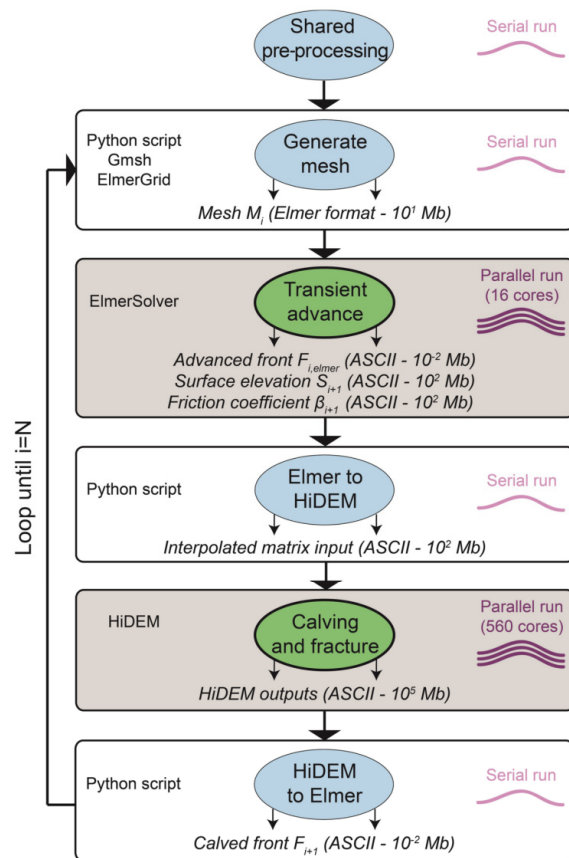 Shared
pre-processing
Serial run
Python script
Gmsh
ElmerGrid
Generate
mesh
Serial run
Mesh Mᵢ (Elmer format - 10¹ Mb)
ElmerSolver
Transient
advance
Parallel run
(16 cores)
Advanced front Fᵢ,ₑₗₘₑᵣ (ASCII - 10⁻² Mb)
Surface elevation Sᵢ₊₁ (ASCII - 10² Mb)
Friction coefficient βᵢ₊₁ (ASCII - 10² Mb)
Python script
Elmer to
HiDEM
Serial run
Interpolated matrix input (ASCII - 10² Mb)
HiDEM
Calving
and fracture
Parallel run
(560 cores)
HiDEM outputs (ASCII - 10⁵ Mb)
Python script
HiDEM
to Elmer
Serial run
Calved front Fᵢ₊₁ (ASCII - 10⁻² Mb)
Loop until i=N